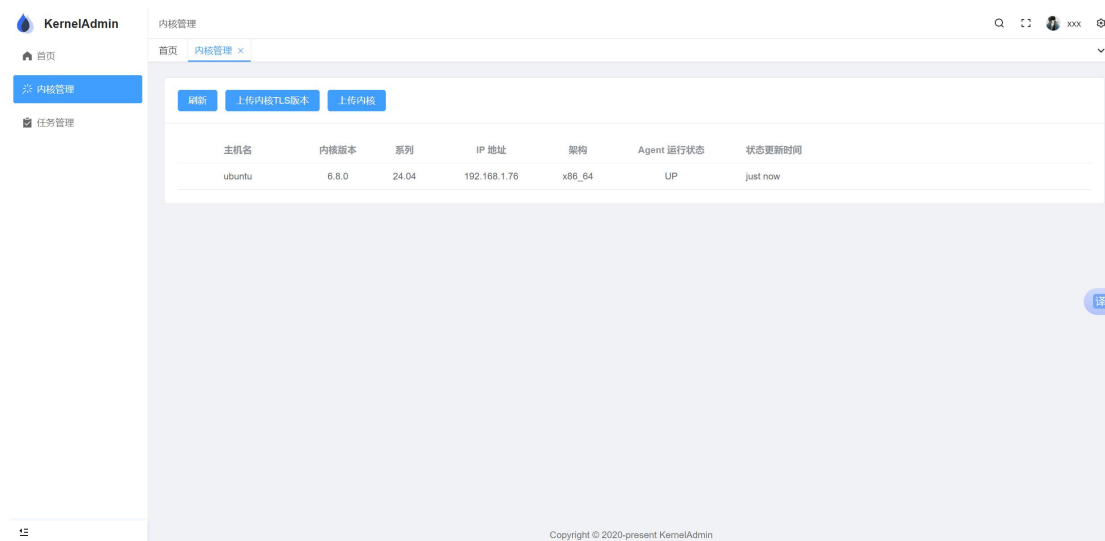 KernelAdmin
首页
内核管理
任务管理
内核管理
xxx
首页 内核管理 ×
刷新 上传内核TLS版本 上传内核
主机名 内核版本 系列 IP 地址 架构 Agent 运行状态 状态更新时间
ubuntu 6.8.0 24.04 192.168.1.76 x86_64 UP just now
译
Copyright © 2020-present KernelAdmin